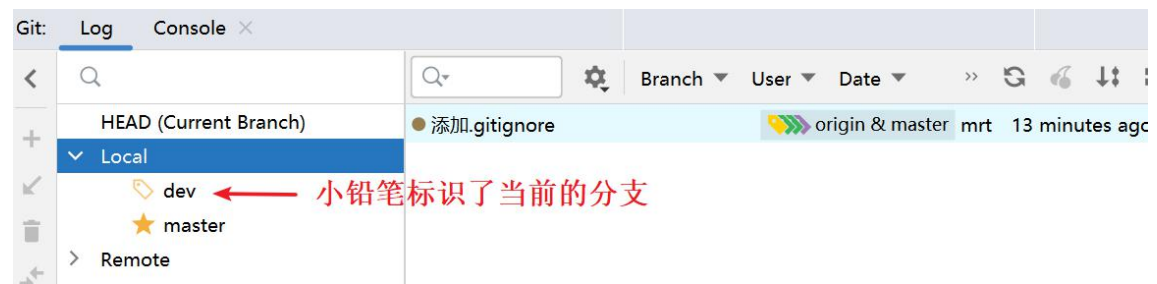 Git: Log Console ×
Branch User Date
HEAD (Current Branch)
添加.gitignore origin & master mrt 13 minutes ago
Local
dev 小铅笔标识了当前的分支
master
Remote